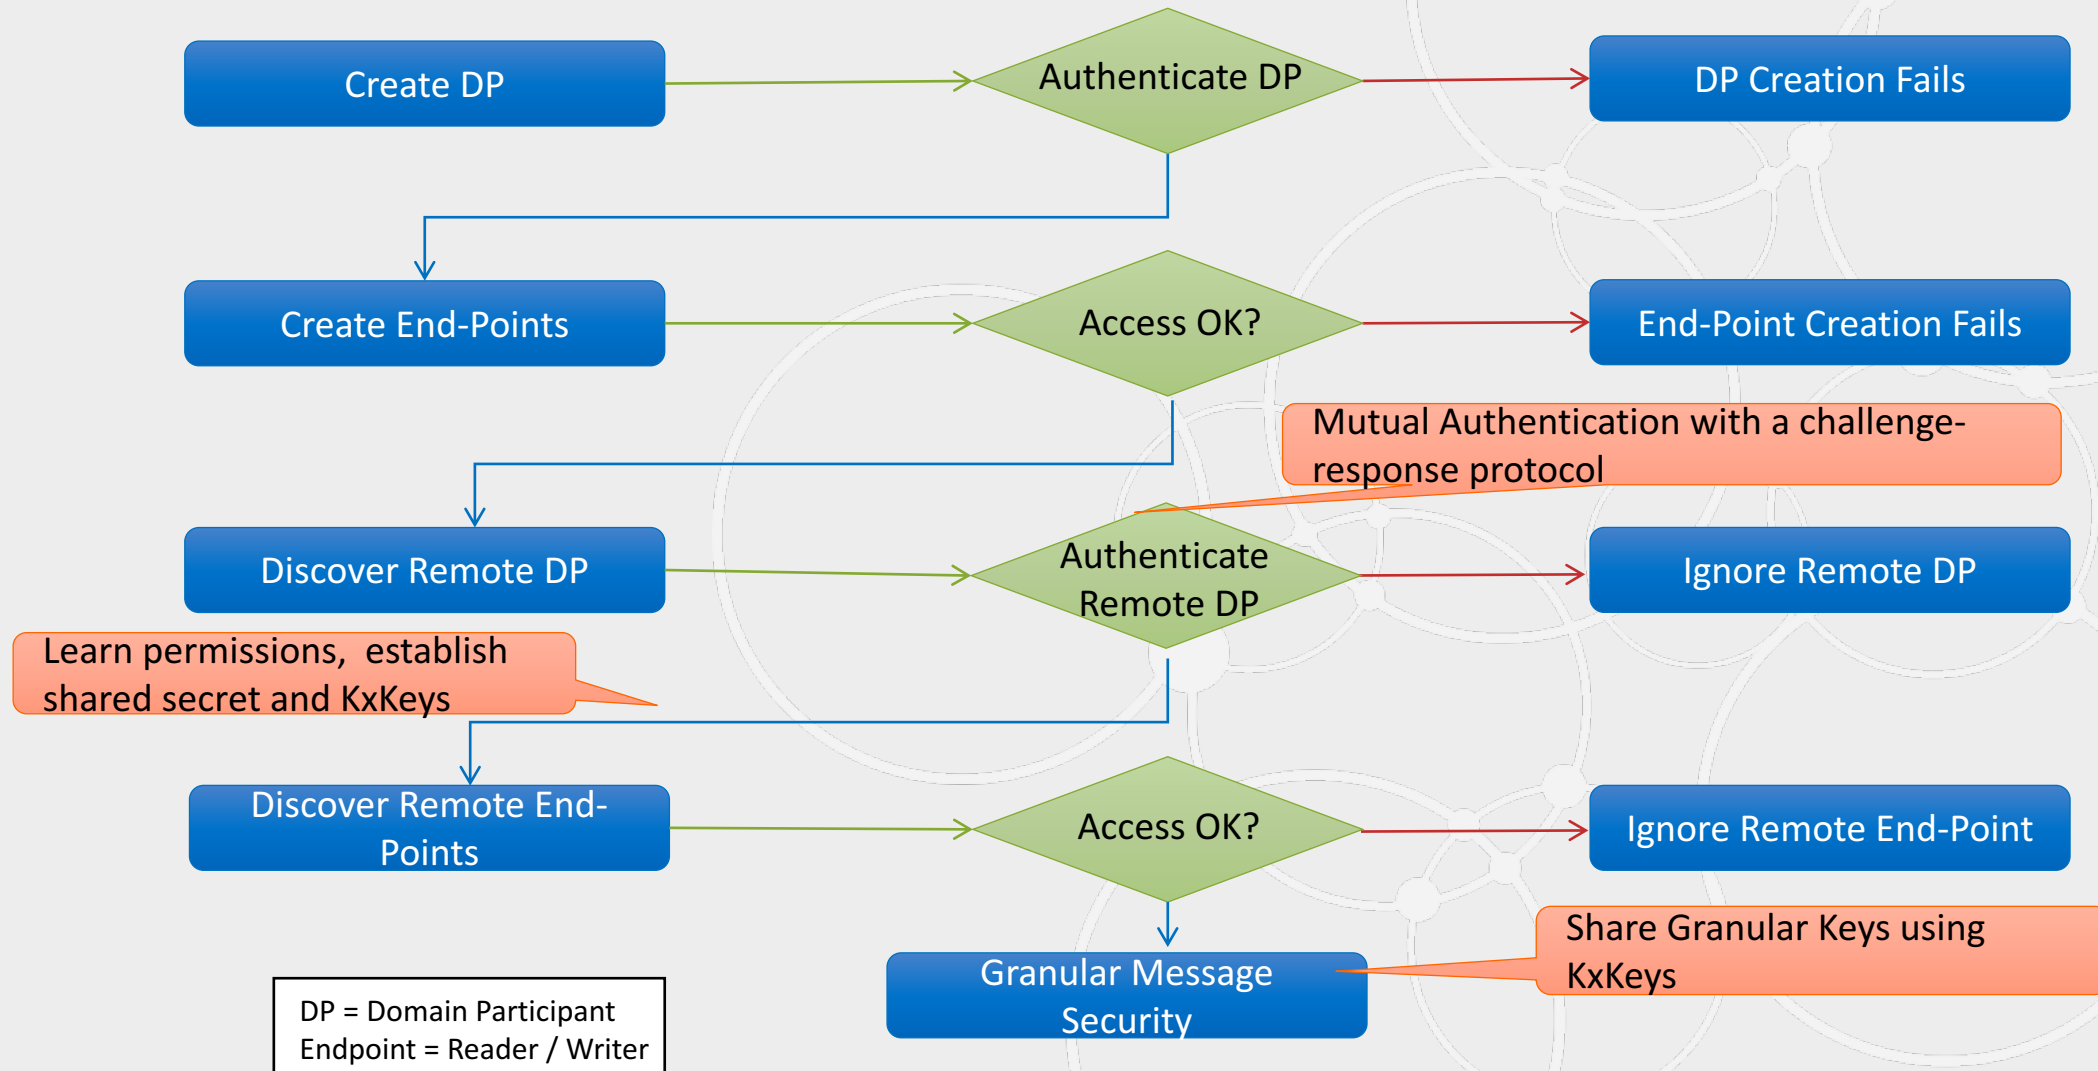 Create DP
Authenticate DP
DP Creation Fails
Create End-Points
Access OK?
End-Point Creation Fails
Mutual Authentication with a challenge-
response protocol
Discover Remote DP
Authenticate
Remote DP
Ignore Remote DP
Learn permissions,  establish
shared secret and KxKeys
Discover Remote End-
Points
Access OK?
Ignore Remote End-Point
Share Granular Keys using
KxKeys
Granular Message
Security
DP = Domain Participant
Endpoint = Reader / Writer